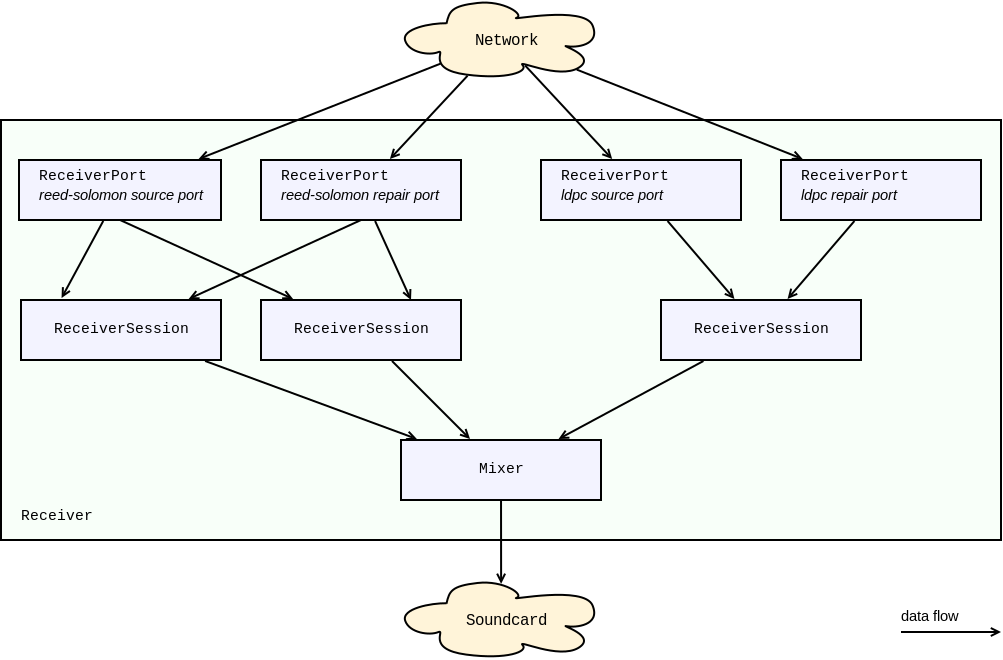 Network
ReceiverPort
reed-solomon source port
ReceiverPort
reed-solomon repair port
ReceiverPort
ldpc source port
ReceiverPort
ldpc repair port
ReceiverSession
ReceiverSession
ReceiverSession
Mixer
Receiver
Soundcard
data flow